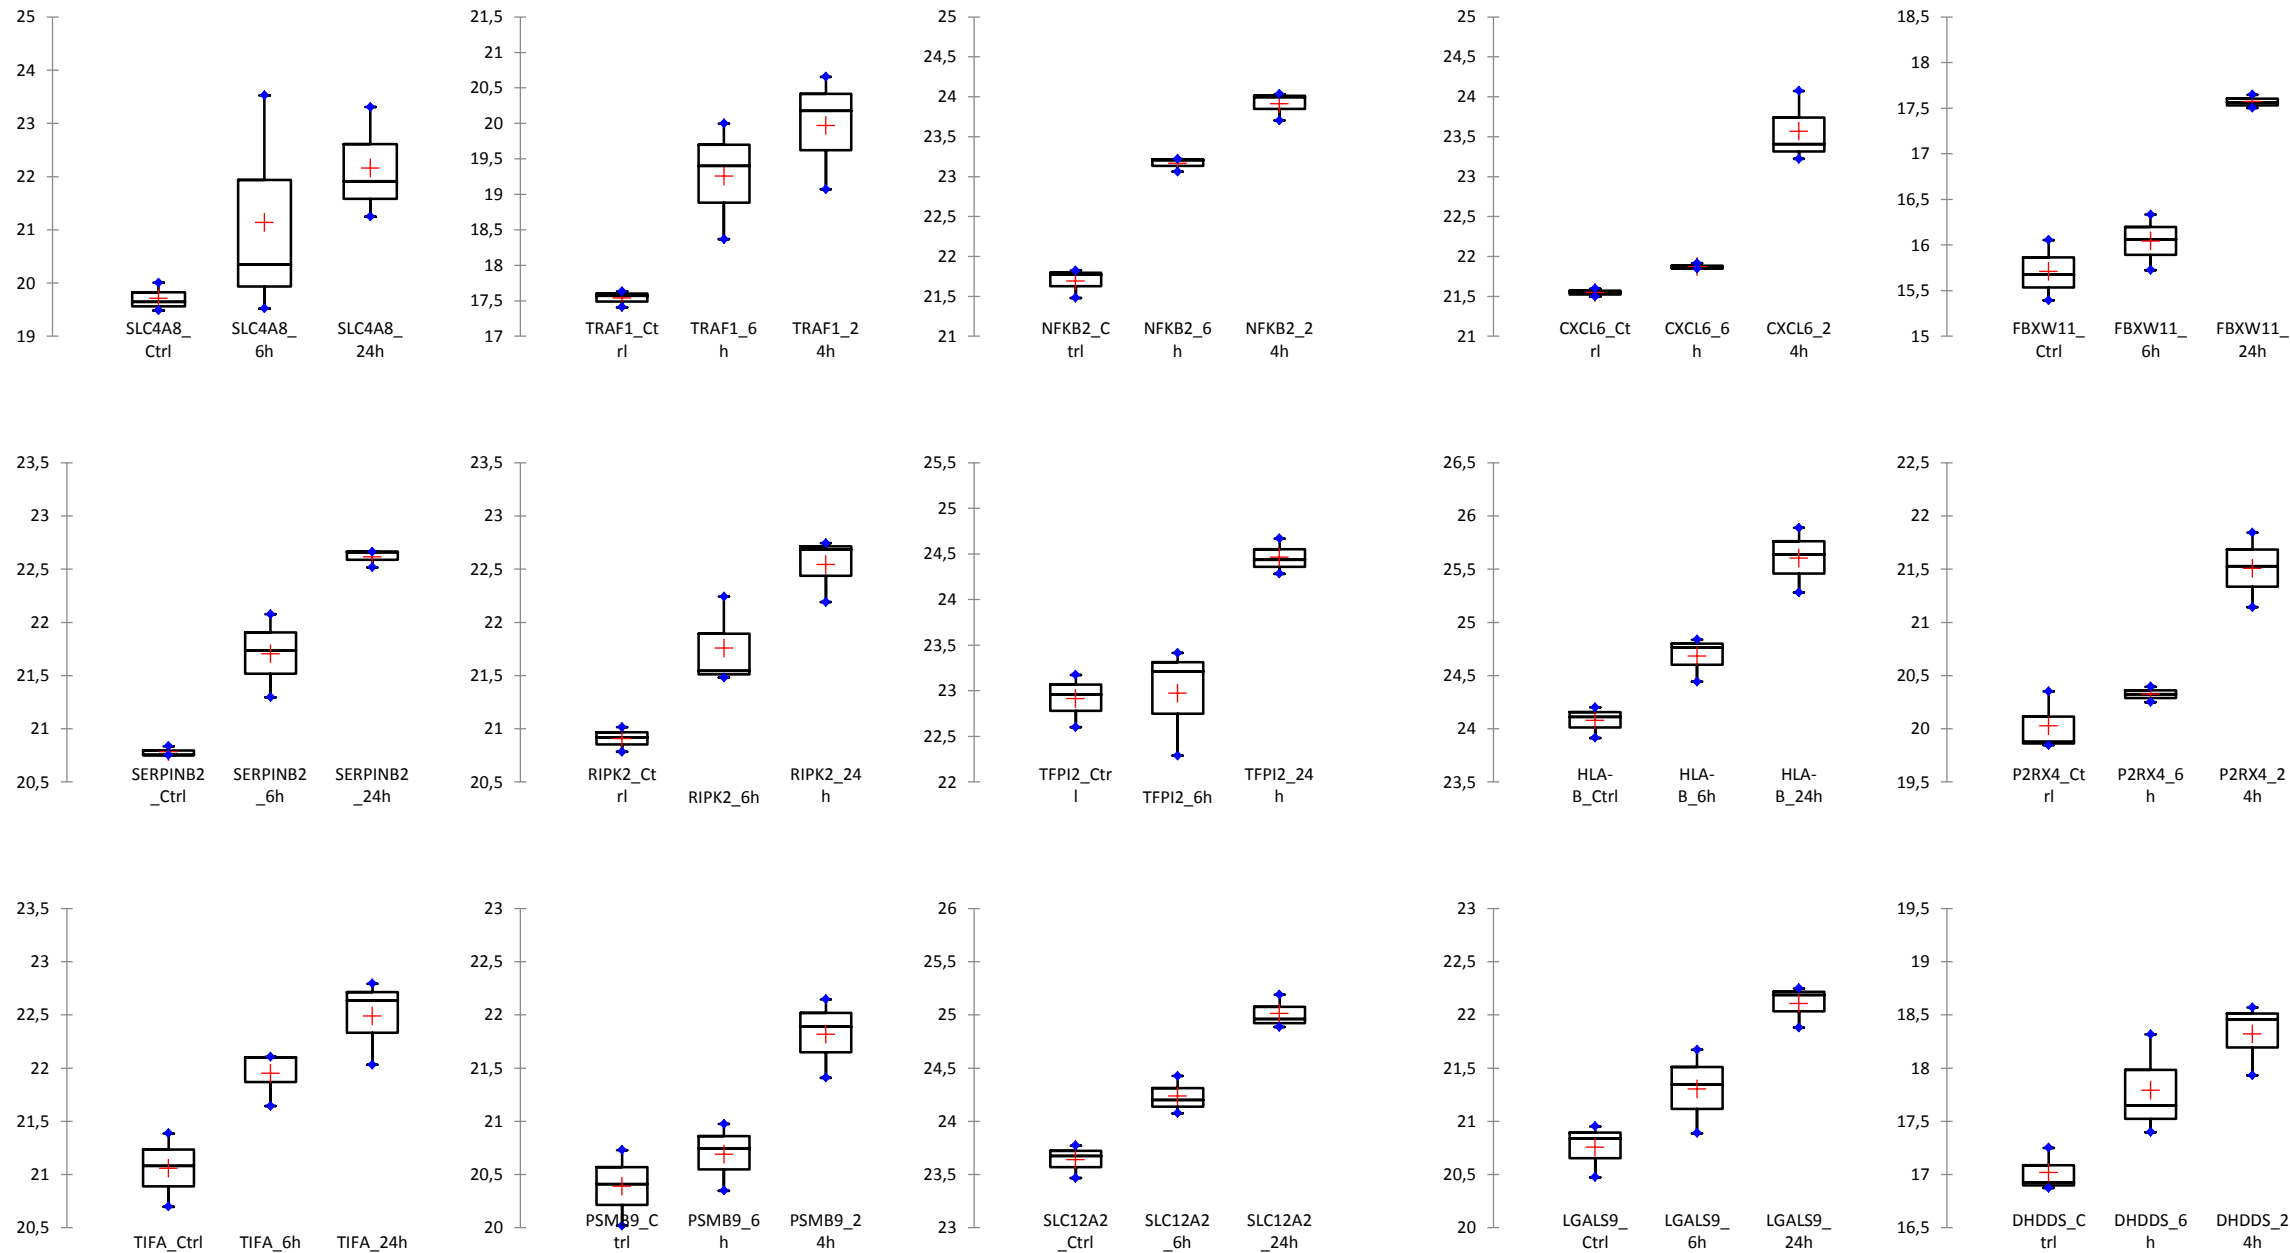 25
24
23
22
21
20
19
SLC4A8_
Ctrl
SLC4A8_
6h
SLC4A8_
24h
21,5
21
20,5
20
19,5
19
18,5
18
17,5
17
TRAF1_Ct
rl
TRAF1_6
h
TRAF1_2
4h
25
24,5
24
23,5
23
22,5
22
21,5
21
NFKB2_C
trl
NFKB2_6
h
NFKB2_2
4h
25
24,5
24
23,5
23
22,5
22
21,5
21
CXCL6_Ct
rl
CXCL6_6
h
CXCL6_2
4h
18,5
18
17,5
17
16,5
16
15,5
15
FBXW11_
Ctrl
FBXW11_
6h
FBXW11_
24h
23,5
23
22,5
22
21,5
21
20,5
SERPINB2
_Ctrl
SERPINB2
_6h
SERPINB2
_24h
23,5
23
22,5
22
21,5
21
20,5
RIPK2_Ct
rl
RIPK2_6h
RIPK2_24
h
25,5
25
24,5
24
23,5
23
22,5
22
TFPI2_Ctr
l
TFPI2_6h
TFPI2_24
h
26,5
26
25,5
25
24,5
24
23,5
HLA-
B_Ctrl
HLA-
B_6h
HLA-
B_24h
22,5
22
21,5
21
20,5
20
19,5
P2RX4_Ct
rl
P2RX4_6
h
P2RX4_2
4h
23,5
23
22,5
22
21,5
21
20,5
TIFA_Ctrl
TIFA_6h
TIFA_24h
23
22,5
22
21,5
21
20,5
20
PSMB9_C
trl
PSMB9_6
h
PSMB9_2
4h
26
25,5
25
24,5
24
23,5
23
SLC12A2
_Ctrl
SLC12A2
_6h
SLC12A2
_24h
23
22,5
22
21,5
21
20,5
20
LGALS9_
Ctrl
LGALS9_
6h
LGALS9_
24h
19,5
19
18,5
18
17,5
17
16,5
DHDDS_C
trl
DHDDS_6
h
DHDDS_2
4h